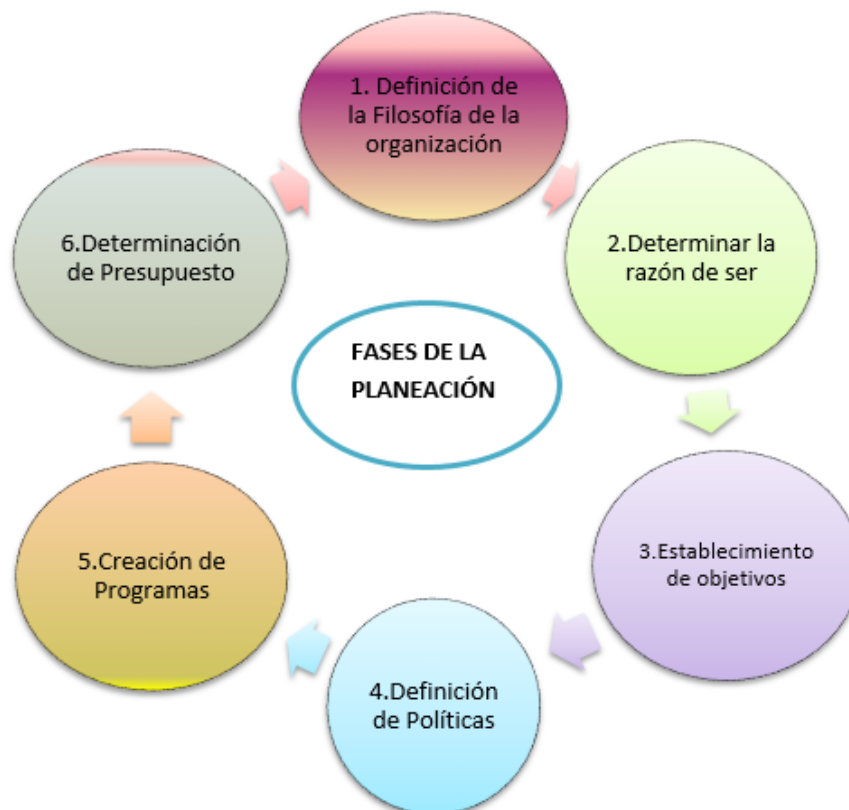 1. Definición de
la Filosofía de la
organización
2.Determinar la
razón de ser
3.Establecimiento
de objetivos
4.Definición
de Políticas
5.Creación de
Programas
6.Determinación
de Presupuesto
FASES DE LA
PLANEACIÓN